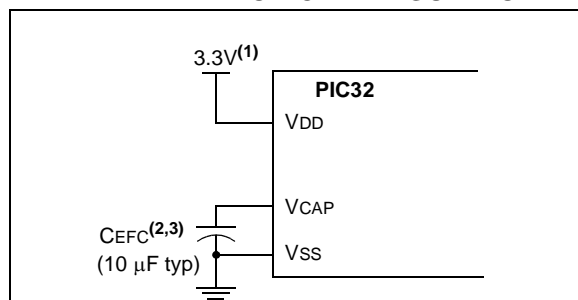 3.3V(1)
PIC32
VDD
VCAP
CEFC(2,3)
(10 μF typ)
VSS